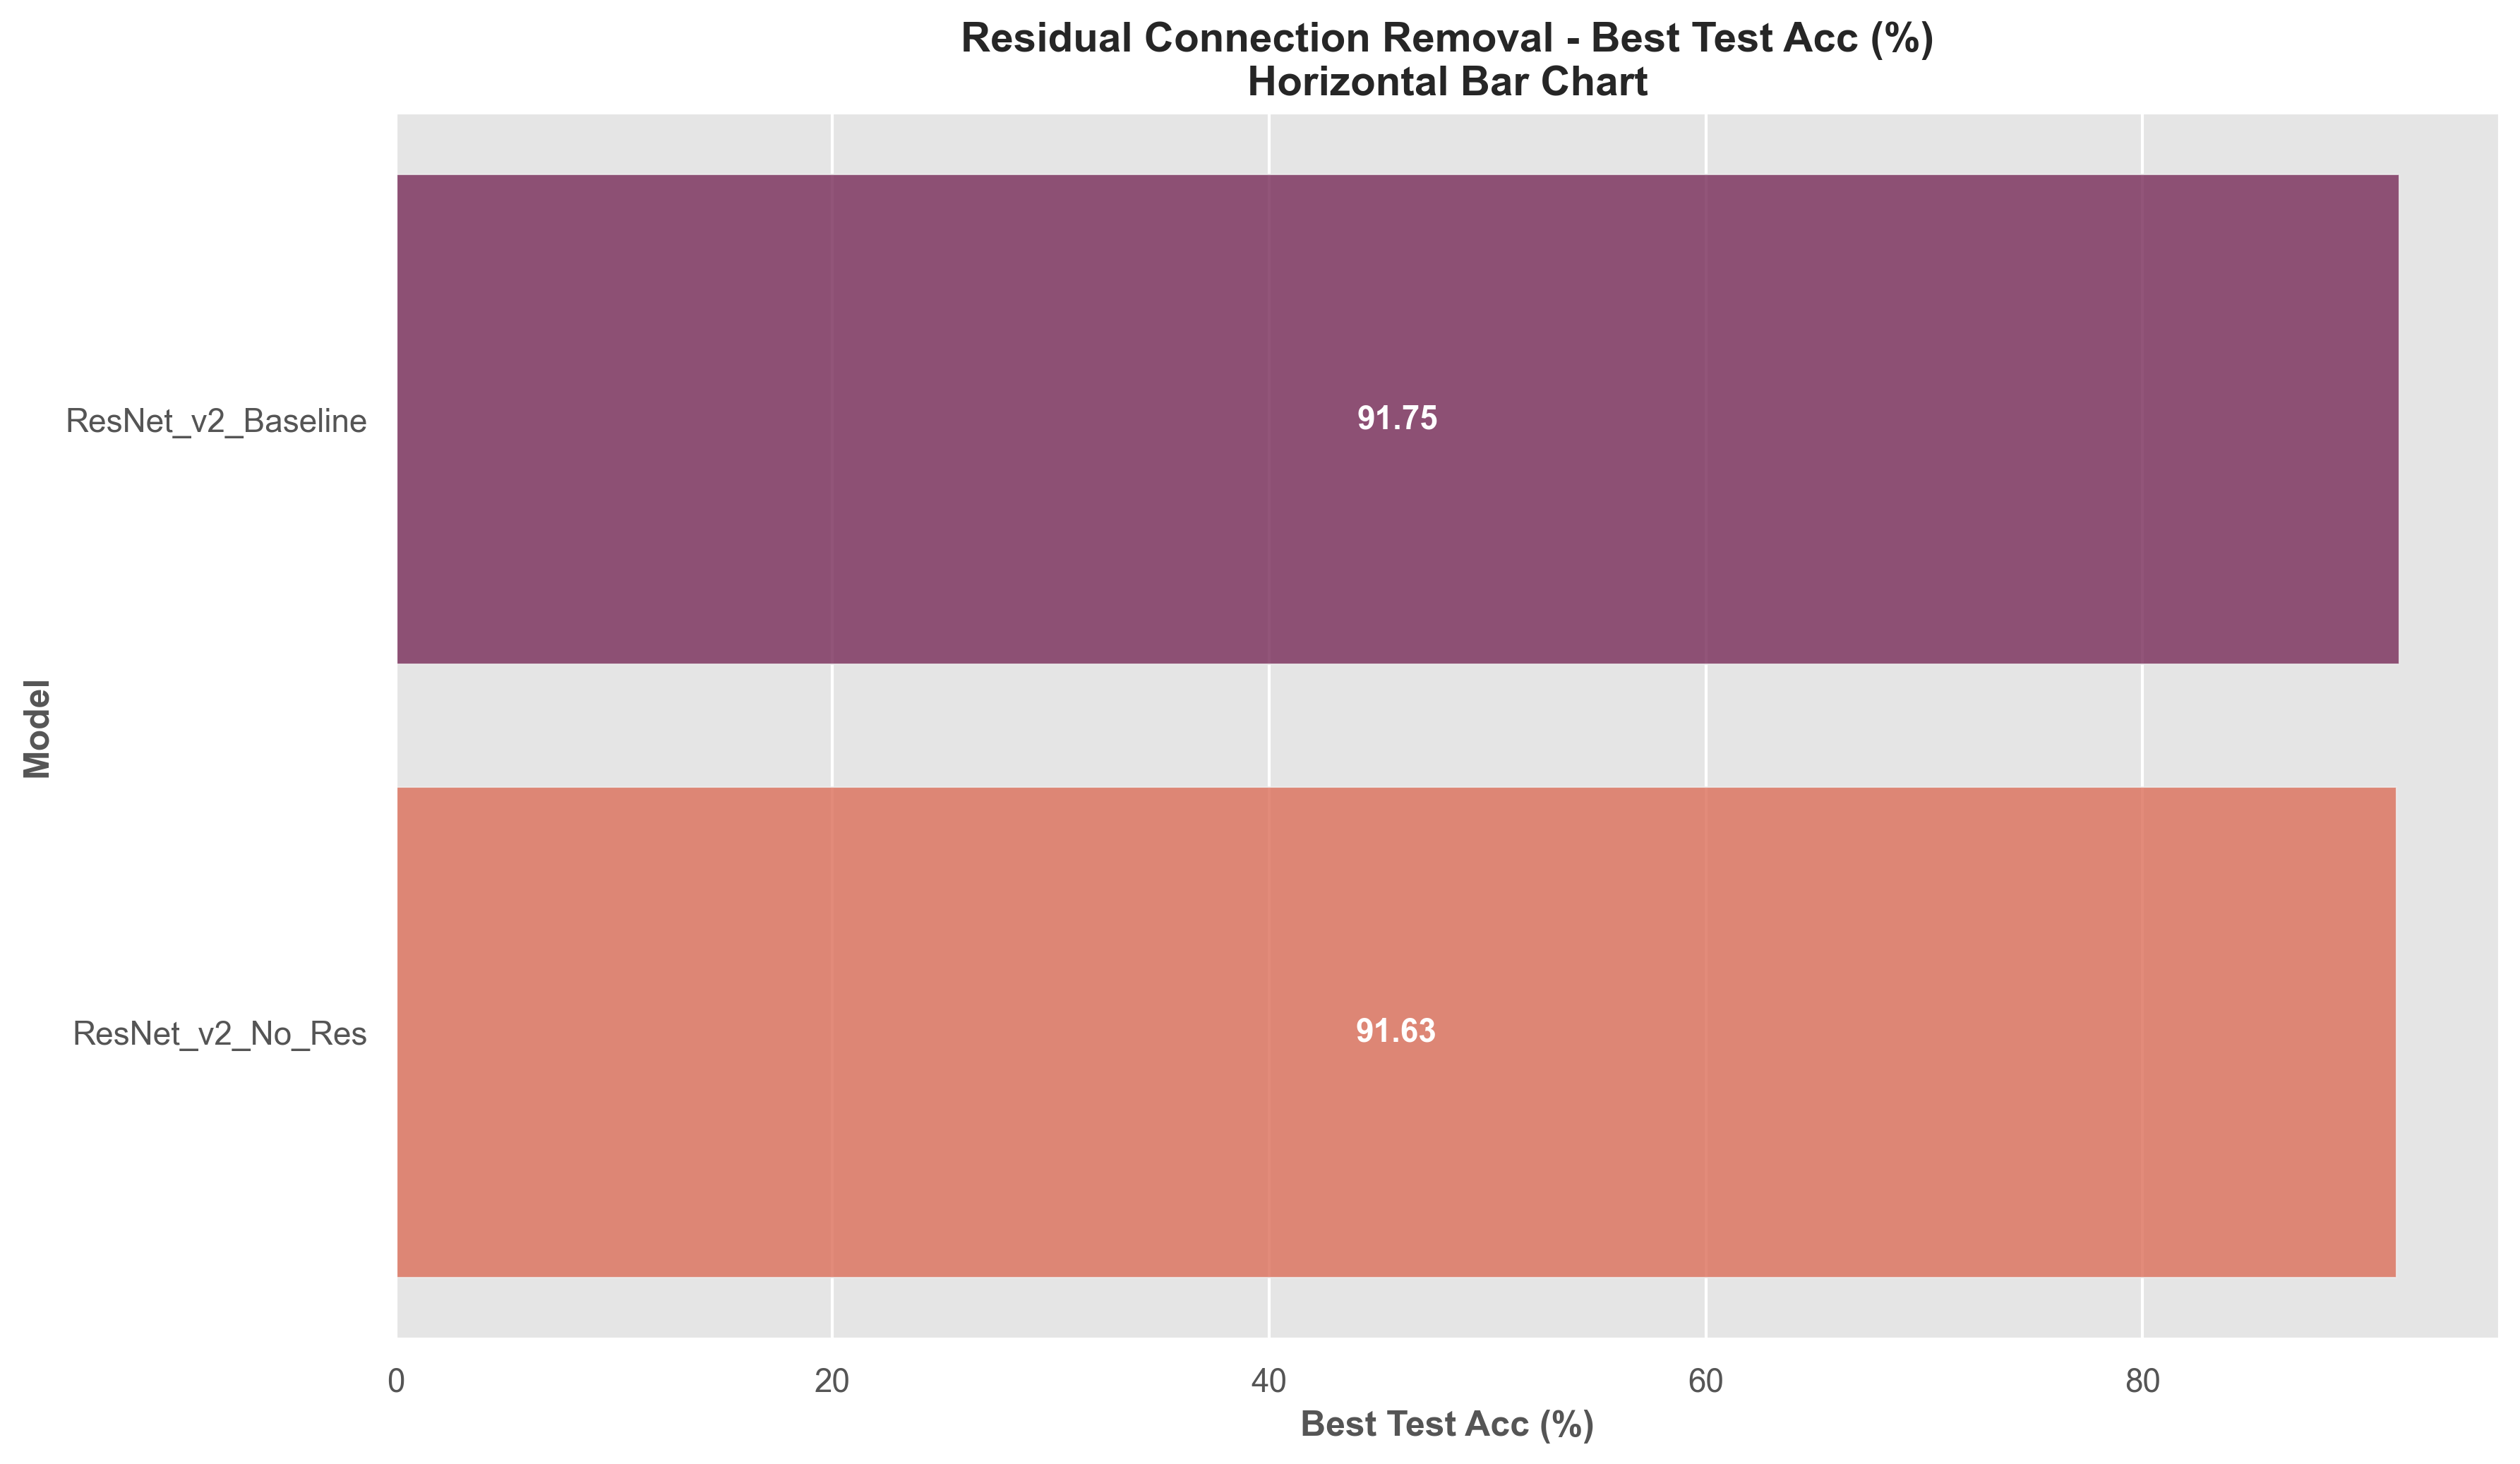 Residual Connection Removal - Best Test Acc (%)
Horizontal Bar Chart
ResNet_v2_Baseline
91.75
Model
ResNet_v2_No_Res
91.63
0 20 40 60 80
Best Test Acc (%)